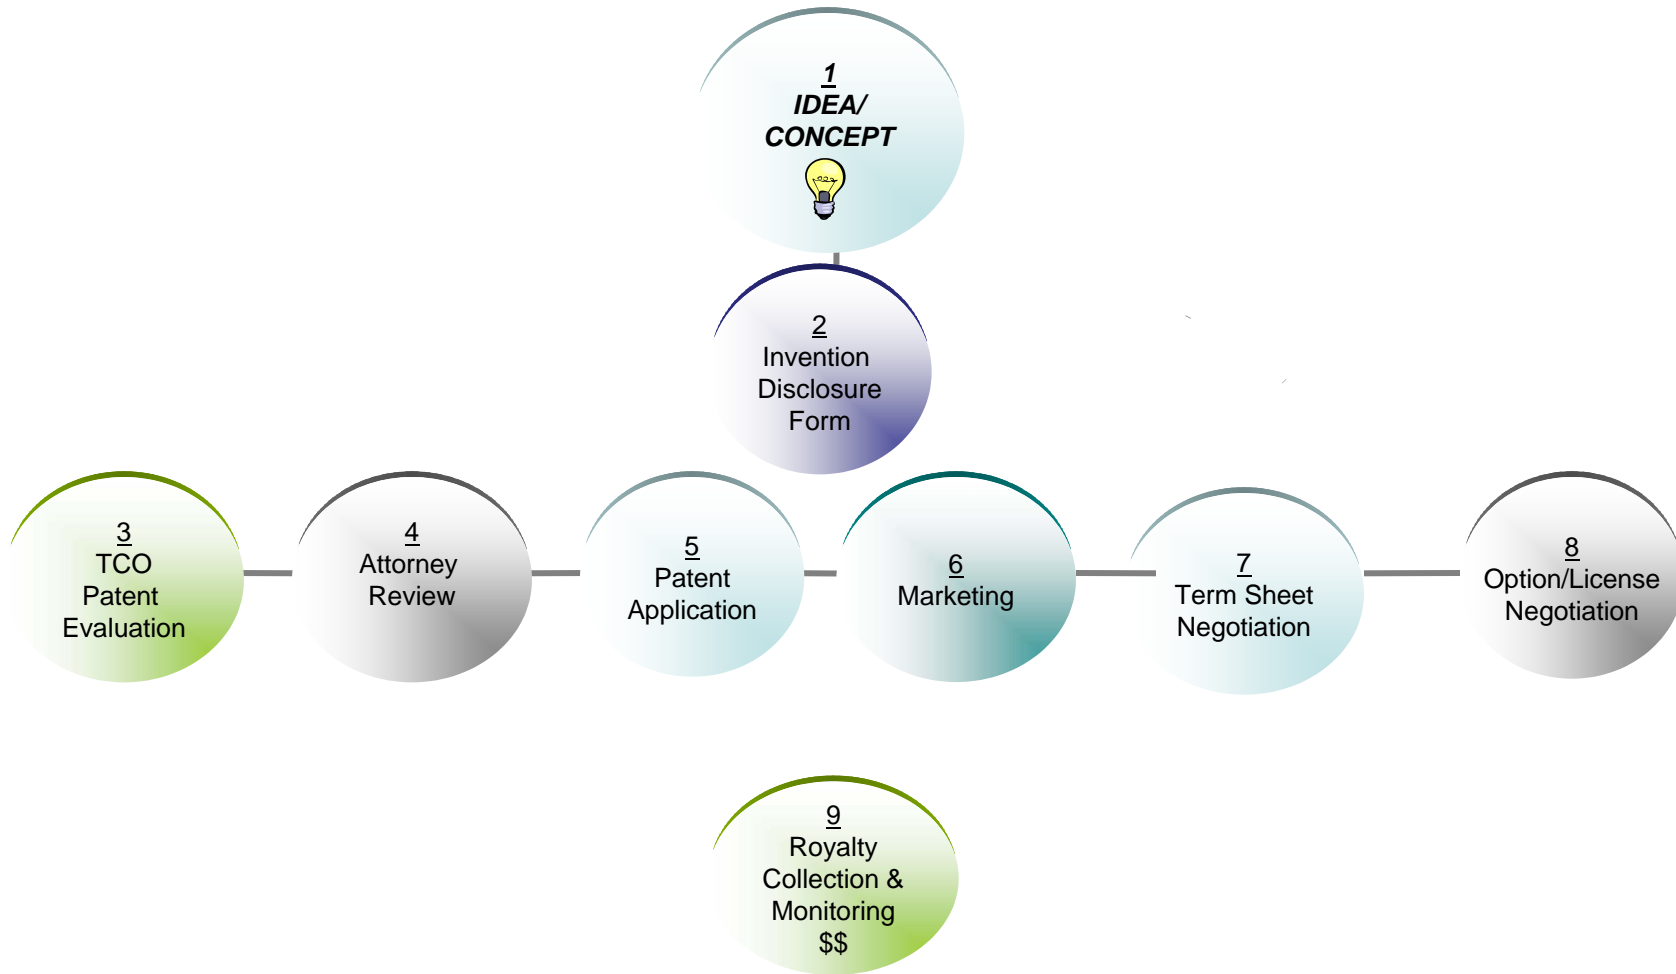 1
IDEA/
CONCEPT
2
Invention
Disclosure
Form
3
TCO
Patent
Evaluation
4
Attorney
Review
5
Patent
Application
6
Marketing
7
Term Sheet
Negotiation
8
Option/License
Negotiation
9
Royalty
Collection &
Monitoring
$$